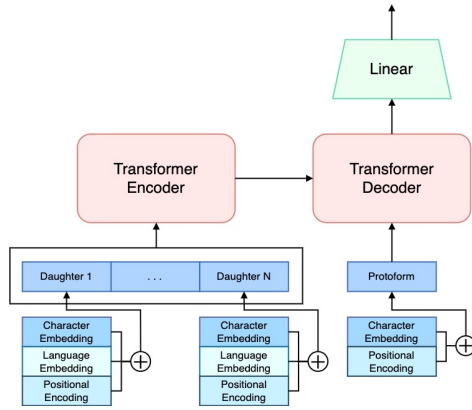 Linear
Transformer
Encoder
Transformer
Decoder
Daughter 1
. . .
Daughter N
Protoform
Character
Embedding
Language
Embedding
Positional
Encoding
Character
Embedding
Language
Embedding
Positional
Encoding
Character
Embedding
Positional
Encoding